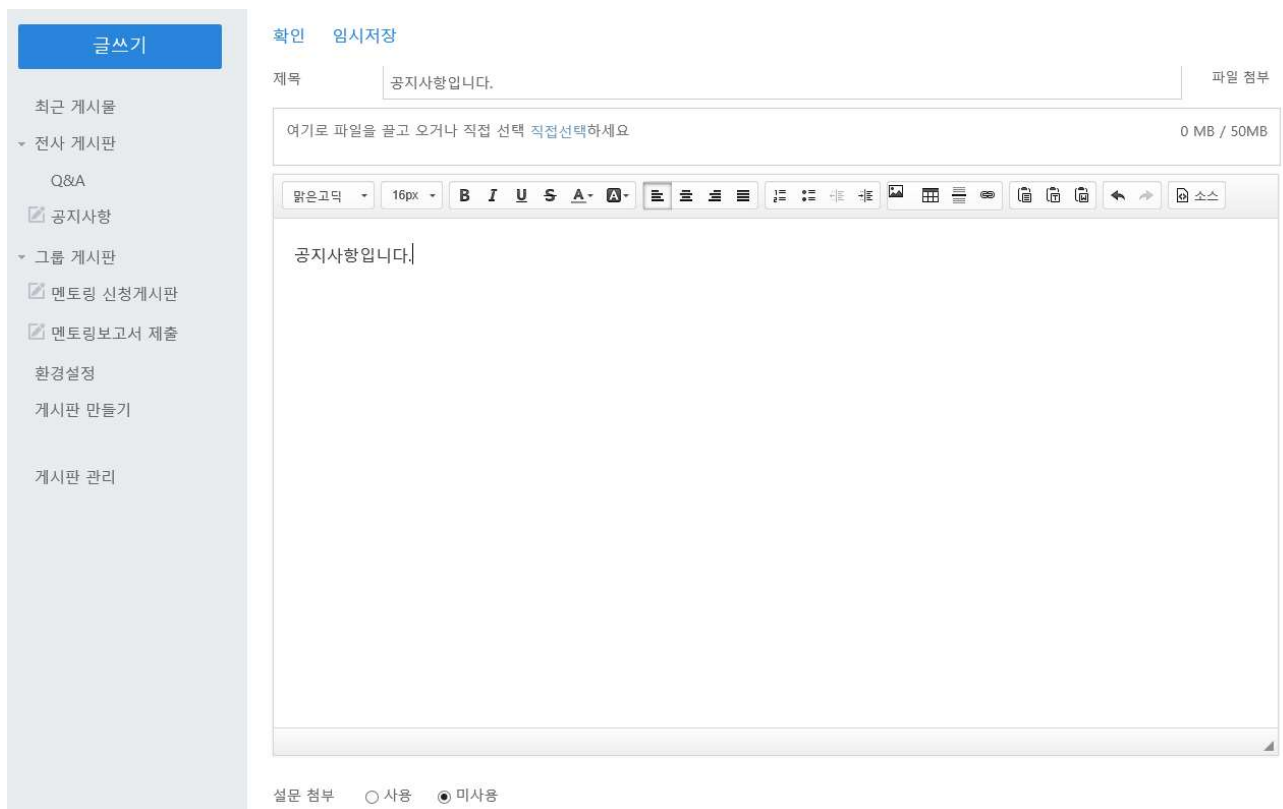 글쓰기
최근 게시물
전사 게시판
Q&A
공지사항
그룹 게시판
멘토링 신청게시판
멘토링보고서 제출
환경설정
게시판 만들기
게시판 관리
확인 임시저장
제목 공지사항입니다. 파일 첨부
여기로 파일을 끌고 오거나 직접 선택 직접선택하세요 0 MB / 50MB
맑은고딕 16px B I U S A A 소스
공지사항입니다.
설문 첨부 사용 미사용